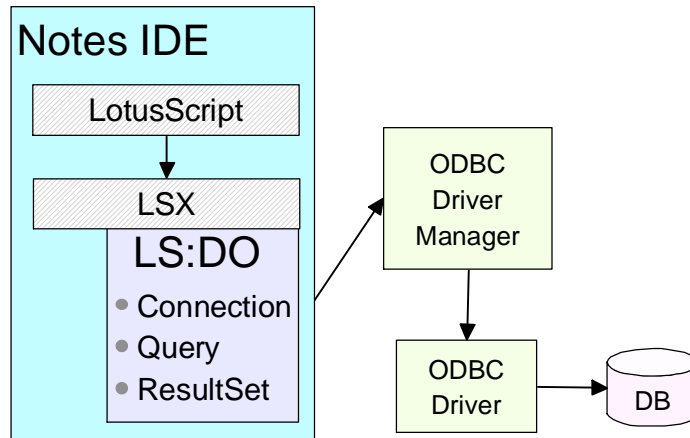 Notes IDE
LotusScript
LSX
LS:DO
• Connection
• Query
• ResultSet
ODBC
Driver
Manager
ODBC
Driver
DB